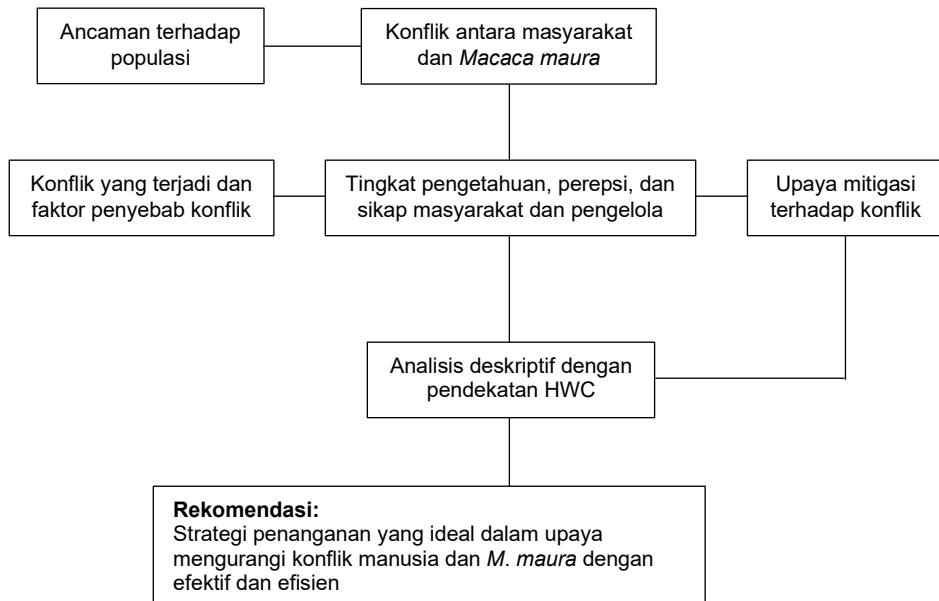 Ancaman terhadap
populasi
Konflik antara masyarakat
dan Macaca maura
Konflik yang terjadi dan
faktor penyebab konflik
Tingkat pengetahuan, perepsi, dan
sikap masyarakat dan pengelola
Upaya mitigasi
terhadap konflik
Analisis deskriptif dengan
pendekatan HWC
Rekomendasi:
Strategi penanganan yang ideal dalam upaya
mengurangi konflik manusia dan M. maura dengan
efektif dan efisien